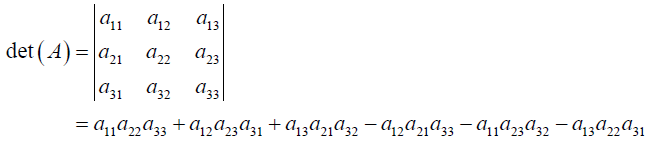 a₁₁ a₁₂ a₁₃
det(A) = a₂₁ a₂₂ a₂₃
a₃₁ a₃₂ a₃₃
= a₁₁a₂₂a₃₃ + a₁₂a₂₃a₃₁ + a₁₃a₂₁a₃₂ − a₁₂a₂₁a₃₃ − a₁₁a₂₃a₃₂ − a₁₃a₂₂a₃₁